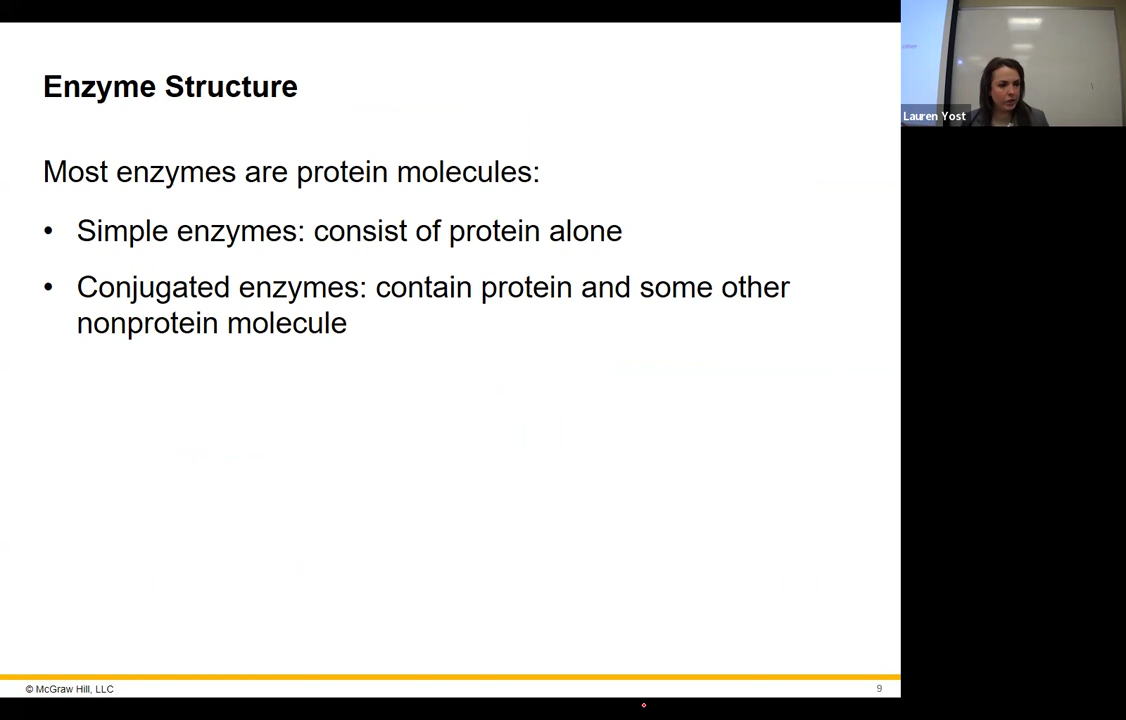 Enzyme Structure
Most enzymes are protein molecules:
• Simple enzymes: consist of protein alone
• Conjugated enzymes: contain protein and some other
nonprotein molecule
© McGraw Hill, LLC
9
Lauren Yost